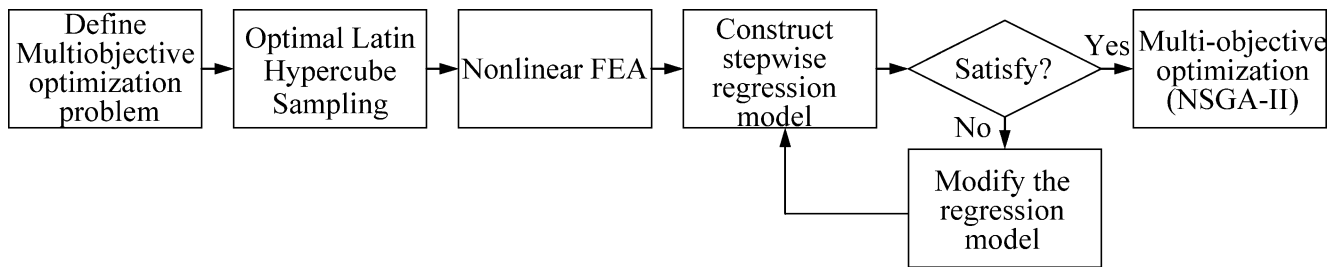 Define
Multiobjective
optimization
problem
Optimal Latin
Hypercube
Sampling
Nonlinear FEA
Construct
stepwise
regression
model
Satisfy?
Yes
No
Multi-objective
optimization
(NSGA-II)
Modify the
regression
model